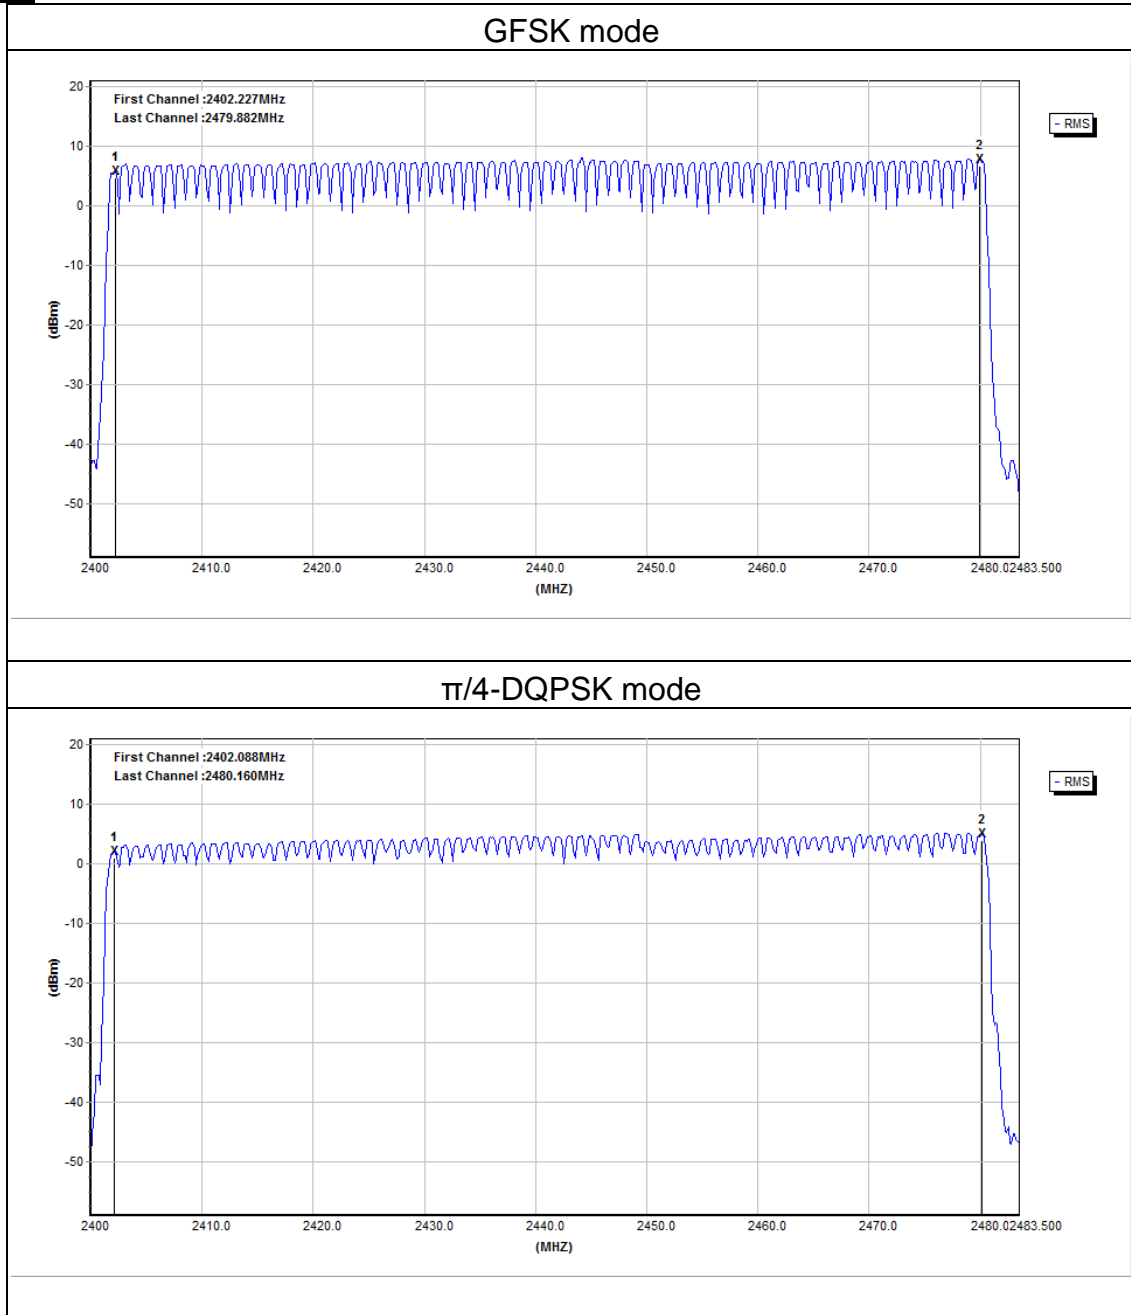 GFSK mode
First Channel :2402.227MHz
Last Channel :2479.882MHz
RMS
1
2
20
10
0
-10
-20
-30
-40
-50
(dBm)
2400 2410.0 2420.0 2430.0 2440.0 2450.0 2460.0 2470.0 2480.0 2483.500
(MHZ)
π/4-DQPSK mode
First Channel :2402.088MHz
Last Channel :2480.160MHz
RMS
1
2
20
10
0
-10
-20
-30
-40
-50
(dBm)
2400 2410.0 2420.0 2430.0 2440.0 2450.0 2460.0 2470.0 2480.0 2483.500
(MHZ)